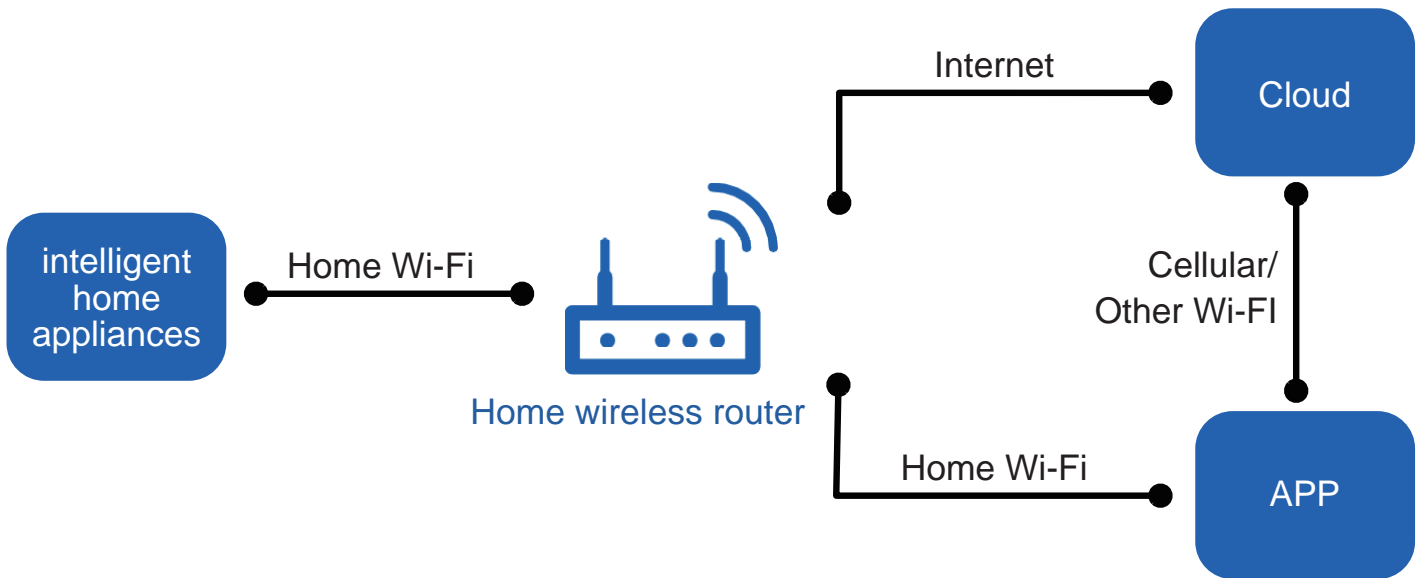 Internet
Cloud
intelligent
home
appliances
Home Wi-Fi
Cellular/
Other Wi-FI
Home wireless router
Home Wi-Fi
APP